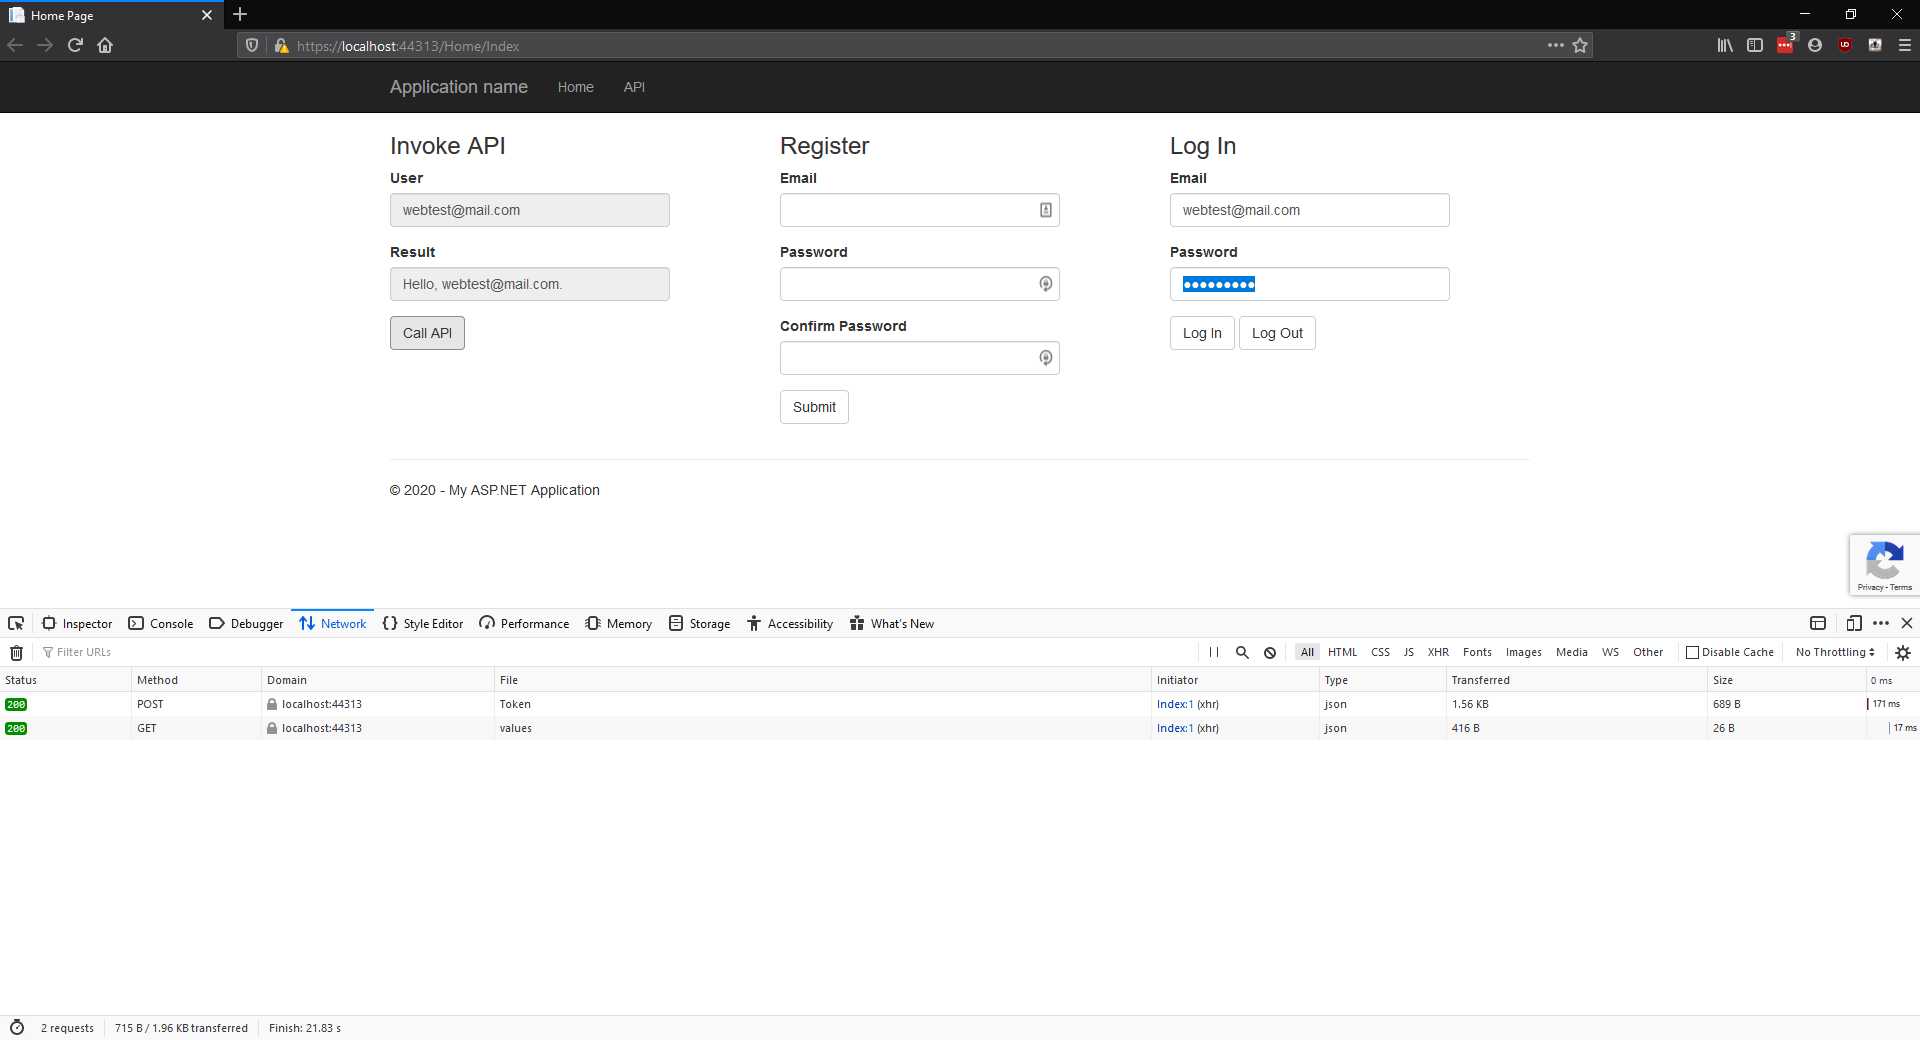 Home Page
3
https://localhost:44313/Home/Index
Application name Home API
Invoke API
User
webtest@mail.com
Result
Hello, webtest@mail.com.
Call API
Register
Email
Password
Confirm Password
Submit
Log In
Email
webtest@mail.com
Password
●●●●●●●●●
Log In Log Out
© 2020 - My ASP.NET Application
Privacy - Terms
Inspector Console Debugger Network Style Editor Performance Memory Storage Accessibility What's New
Filter URLs All HTML CSS JS XHR Fonts Images Media WS Other Disable Cache No Throttling
Status Method Domain File Initiator Type Transferred Size 0 ms
200 POST localhost:44313 Token Index:1 (xhr) json 1.56 KB 689 B 171 ms
200 GET localhost:44313 values Index:1 (xhr) json 416 B 26 B 17 ms
2 requests 715 B / 1.96 KB transferred Finish: 21.83 s